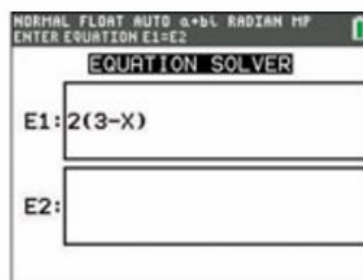 NORMAL FLOAT AUTO a+bi RADIAN MP
ENTER EQUATION E1=E2
EQUATION SOLVER
E1:2(3-X)
E2: